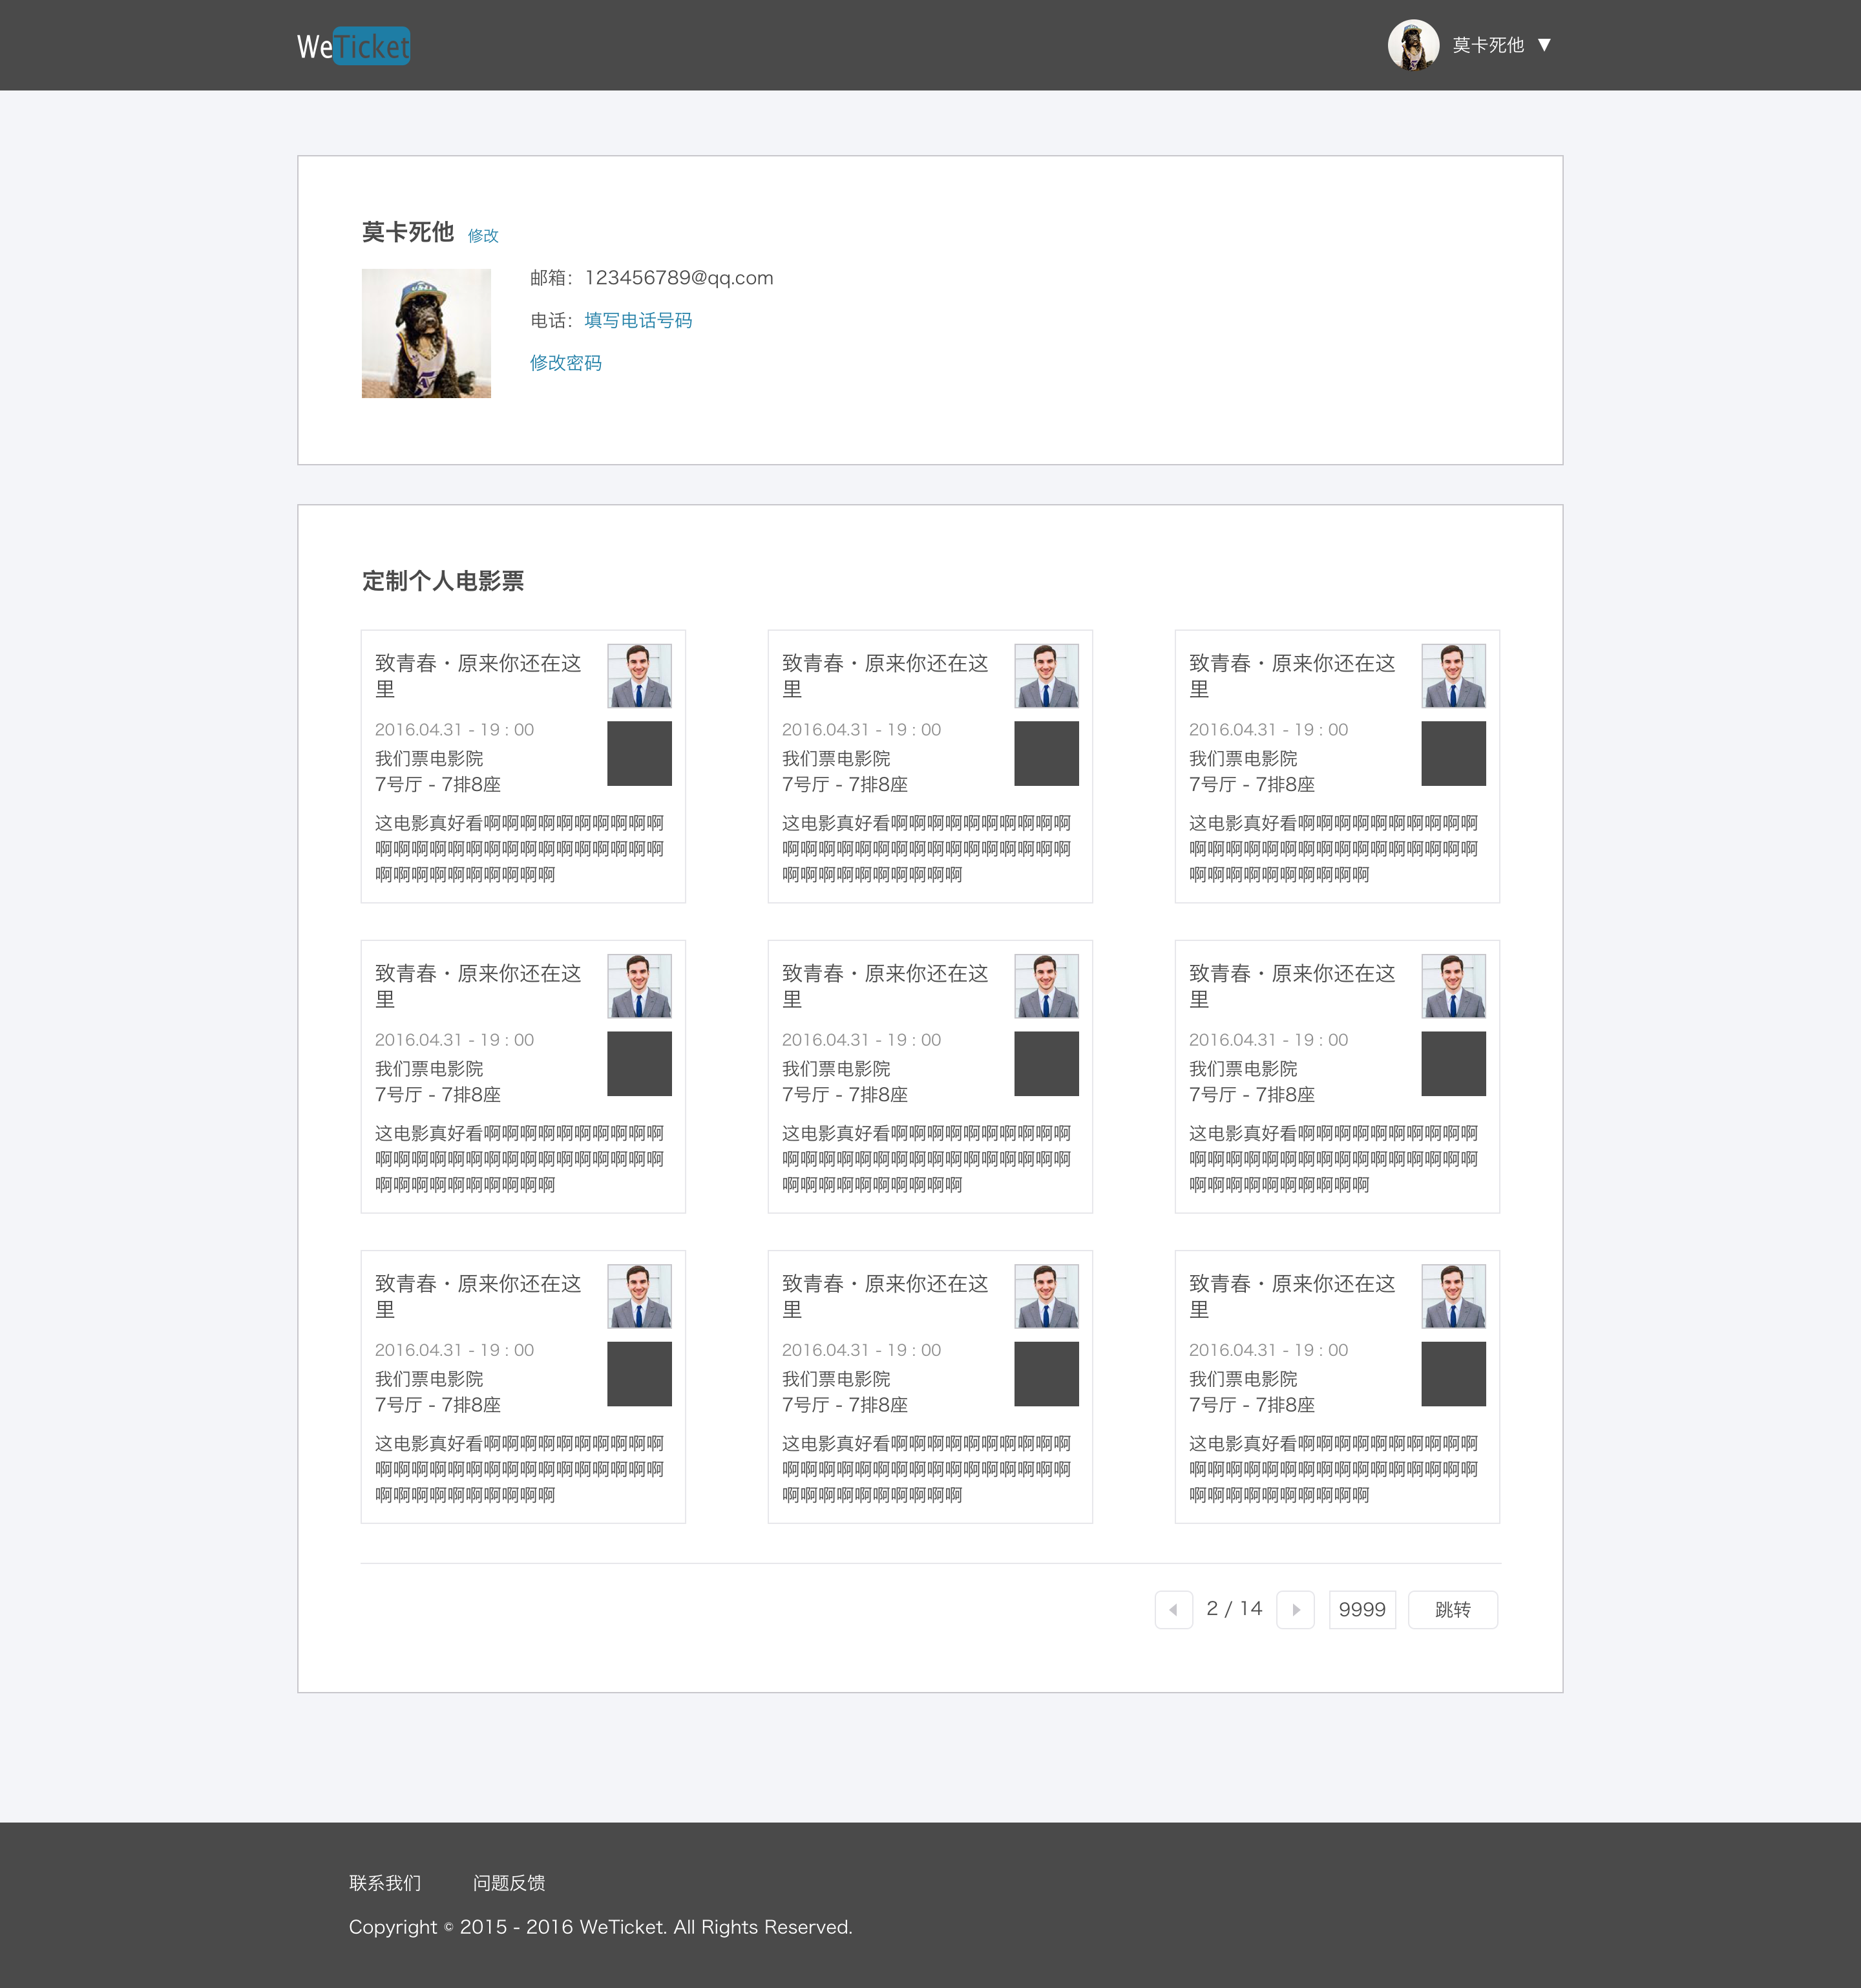 WeTicket
莫卡死他 ▼
莫卡死他 修改
邮箱：123456789@qq.com
电话：填写电话号码
修改密码
定制个人电影票
致青春・原来你还在这
里
2016.04.31 - 19 : 00
我们票电影院
7号厅 - 7排8座
这电影真好看啊啊啊啊啊啊啊啊啊啊
啊啊啊啊啊啊啊啊啊啊啊啊啊啊啊啊
啊啊啊啊啊啊啊啊啊啊
致青春・原来你还在这
里
2016.04.31 - 19 : 00
我们票电影院
7号厅 - 7排8座
这电影真好看啊啊啊啊啊啊啊啊啊啊
啊啊啊啊啊啊啊啊啊啊啊啊啊啊啊啊
啊啊啊啊啊啊啊啊啊啊
致青春・原来你还在这
里
2016.04.31 - 19 : 00
我们票电影院
7号厅 - 7排8座
这电影真好看啊啊啊啊啊啊啊啊啊啊
啊啊啊啊啊啊啊啊啊啊啊啊啊啊啊啊
啊啊啊啊啊啊啊啊啊啊
致青春・原来你还在这
里
2016.04.31 - 19 : 00
我们票电影院
7号厅 - 7排8座
这电影真好看啊啊啊啊啊啊啊啊啊啊
啊啊啊啊啊啊啊啊啊啊啊啊啊啊啊啊
啊啊啊啊啊啊啊啊啊啊
致青春・原来你还在这
里
2016.04.31 - 19 : 00
我们票电影院
7号厅 - 7排8座
这电影真好看啊啊啊啊啊啊啊啊啊啊
啊啊啊啊啊啊啊啊啊啊啊啊啊啊啊啊
啊啊啊啊啊啊啊啊啊啊
致青春・原来你还在这
里
2016.04.31 - 19 : 00
我们票电影院
7号厅 - 7排8座
这电影真好看啊啊啊啊啊啊啊啊啊啊
啊啊啊啊啊啊啊啊啊啊啊啊啊啊啊啊
啊啊啊啊啊啊啊啊啊啊
致青春・原来你还在这
里
2016.04.31 - 19 : 00
我们票电影院
7号厅 - 7排8座
这电影真好看啊啊啊啊啊啊啊啊啊啊
啊啊啊啊啊啊啊啊啊啊啊啊啊啊啊啊
啊啊啊啊啊啊啊啊啊啊
致青春・原来你还在这
里
2016.04.31 - 19 : 00
我们票电影院
7号厅 - 7排8座
这电影真好看啊啊啊啊啊啊啊啊啊啊
啊啊啊啊啊啊啊啊啊啊啊啊啊啊啊啊
啊啊啊啊啊啊啊啊啊啊
致青春・原来你还在这
里
2016.04.31 - 19 : 00
我们票电影院
7号厅 - 7排8座
这电影真好看啊啊啊啊啊啊啊啊啊啊
啊啊啊啊啊啊啊啊啊啊啊啊啊啊啊啊
啊啊啊啊啊啊啊啊啊啊
2 / 14 9999 跳转
联系我们 问题反馈
Copyright © 2015 - 2016 WeTicket. All Rights Reserved.